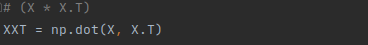 # (X * X.T)
XXT = np.dot(X, X.T)